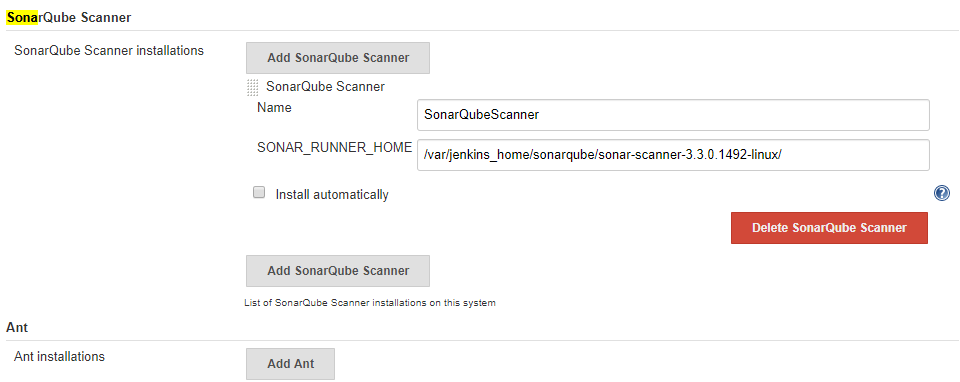 SonarQube Scanner
SonarQube Scanner installations
Add SonarQube Scanner
SonarQube Scanner
Name
SonarQubeScanner
SONAR_RUNNER_HOME
/var/jenkins_home/sonarqube/sonar-scanner-3.3.0.1492-linux/
Install automatically
?
Delete SonarQube Scanner
Add SonarQube Scanner
List of SonarQube Scanner installations on this system
Ant
Ant installations
Add Ant